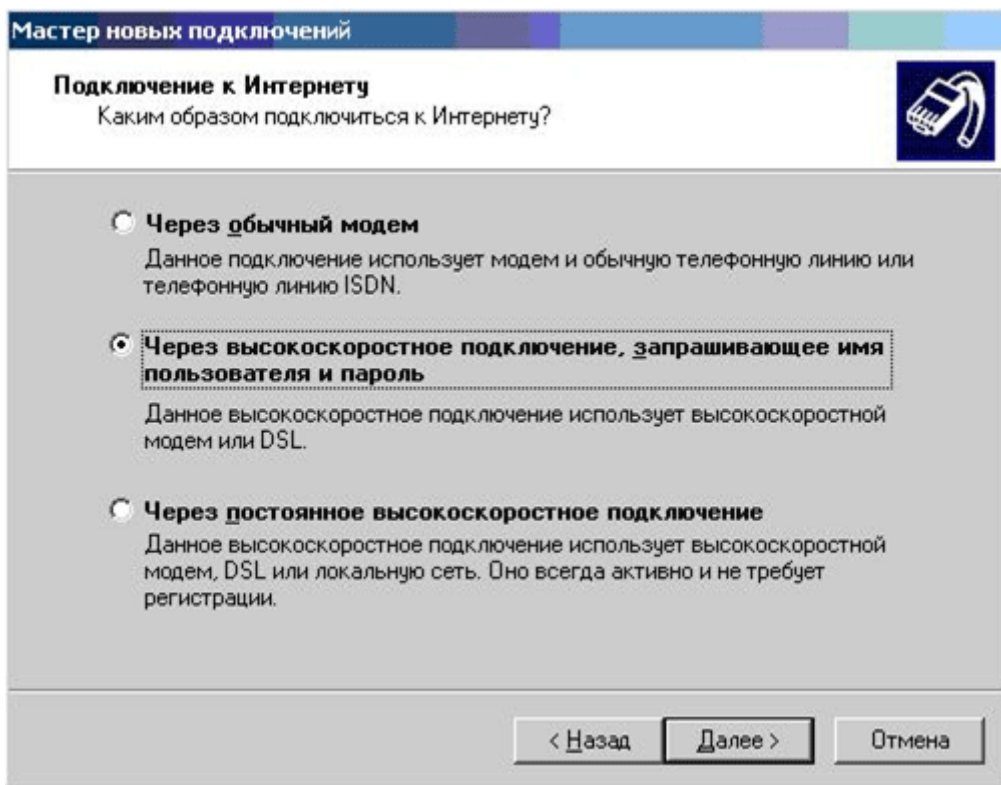 Мастер новых подключений
Подключение к Интернету
Каким образом подключиться к Интернету?
Через обычный модем
Данное подключение использует модем и обычную телефонную линию или
телефонную линию ISDN.
Через высокоскоростное подключение, запрашивающее имя
пользователя и пароль
Данное высокоскоростное подключение использует высокоскоростной
модем или DSL.
Через постоянное высокоскоростное подключение
Данное высокоскоростное подключение использует высокоскоростной
модем, DSL или локальную сеть. Оно всегда активно и не требует
регистрации.
< Назад
Далее >
Отмена